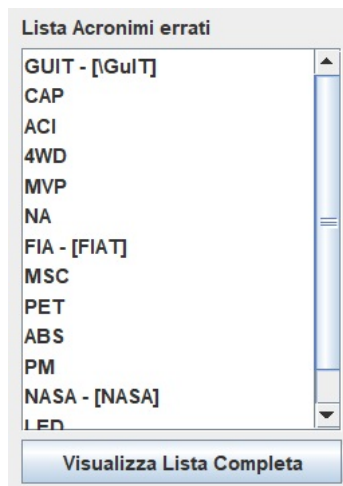 Lista Acronimi errati
GUIT - [\GuIT]
CAP
ACI
4WD
MVP
NA
FIA - [FIAT]
MSC
PET
ABS
PM
NASA - [NASA]
LED
Visualizza Lista Completa